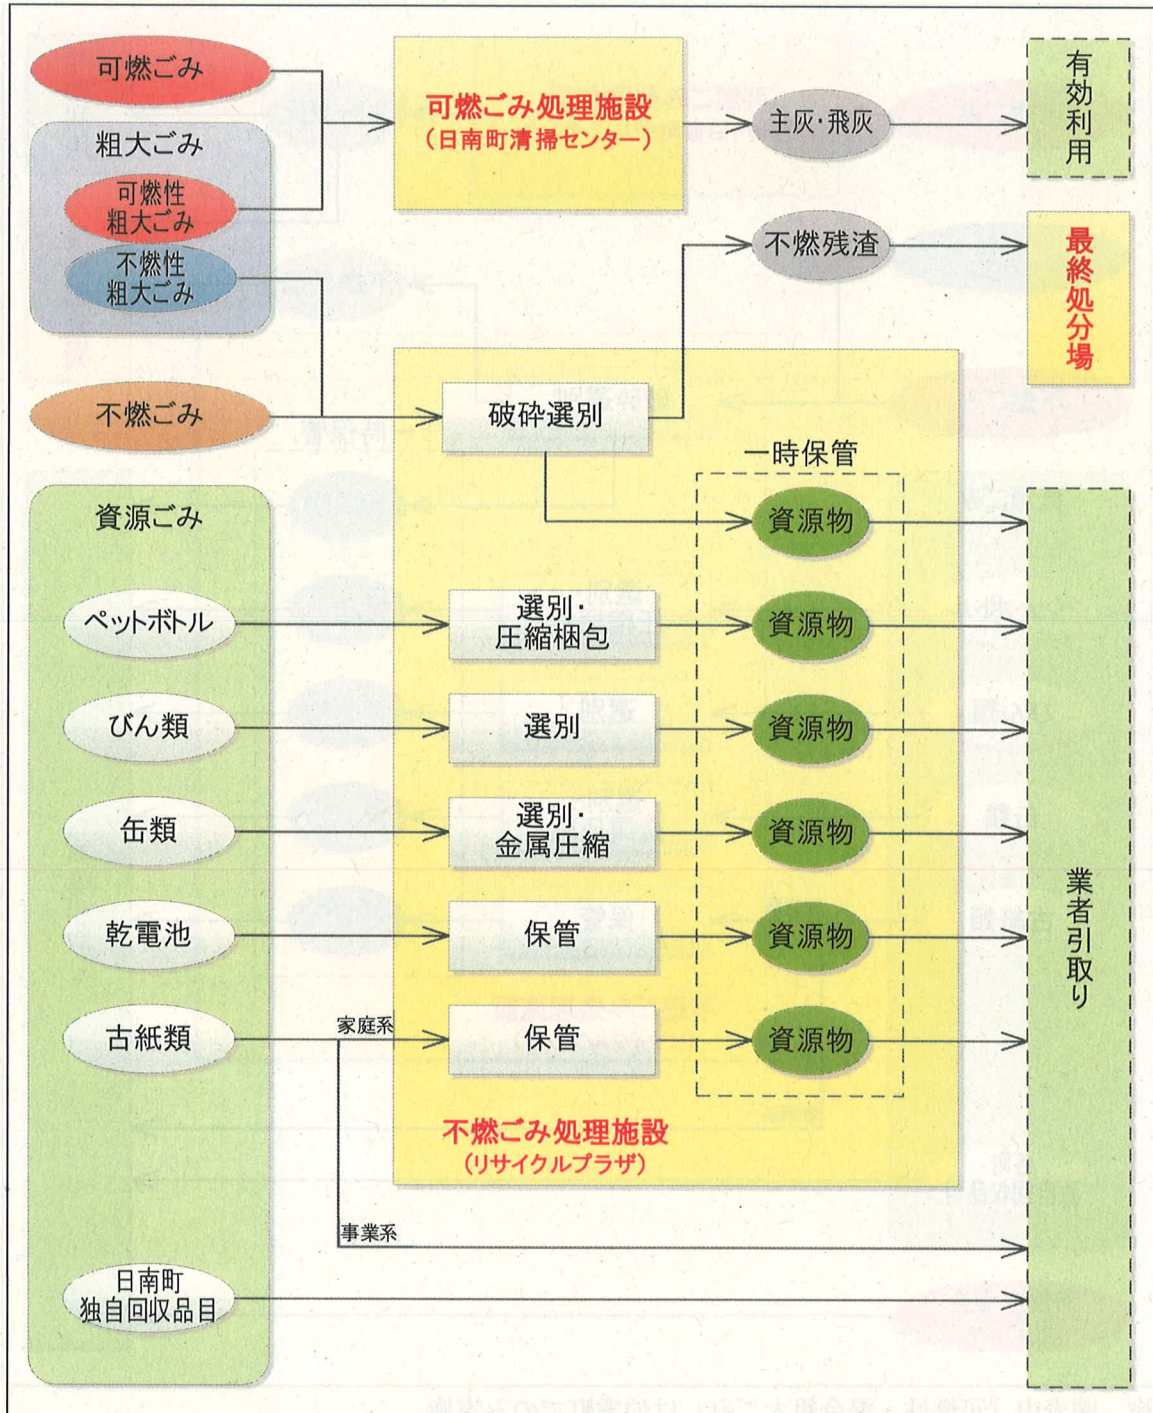 可燃ごみ
粗大ごみ
可燃性
粗大ごみ
不燃性
粗大ごみ
不燃ごみ
資源ごみ
ペットボトル
びん類
缶類
乾電池
古紙類
日南町
独自回収品目
家庭系
事業系
可燃ごみ処理施設
(日南町清掃センター)
破砕選別
選別・
圧縮梱包
選別
選別・
金属圧縮
保管
保管
不燃ごみ処理施設
(リサイクルプラザ)
主灰・飛灰
不燃残渣
一時保管
資源物
資源物
資源物
資源物
資源物
資源物
有効利用
最終処分場
業者引取り